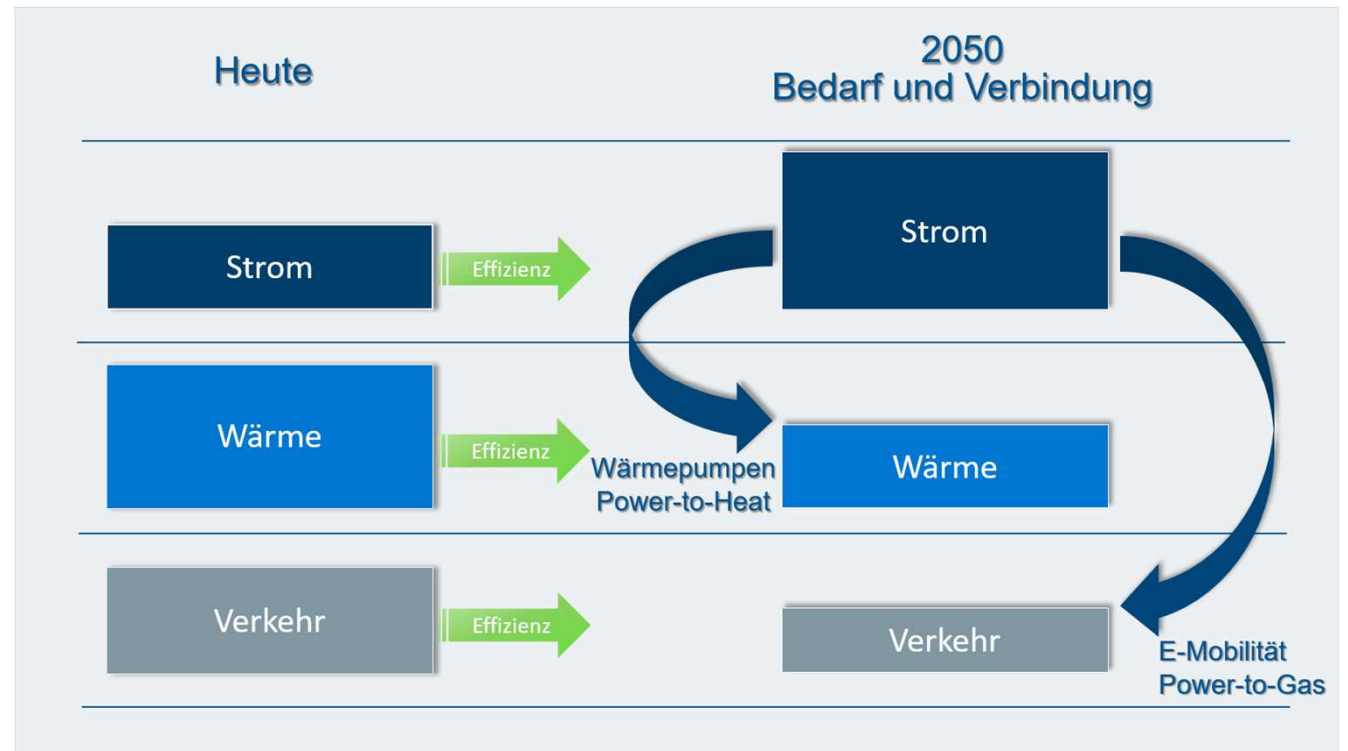 Heute
2050
Bedarf und Verbindung
Strom
Effizienz
Strom
Wärme
Effizienz
Wärmepumpen
Power-to-Heat
Wärme
Verkehr
Effizienz
Verkehr
E-Mobilität
Power-to-Gas